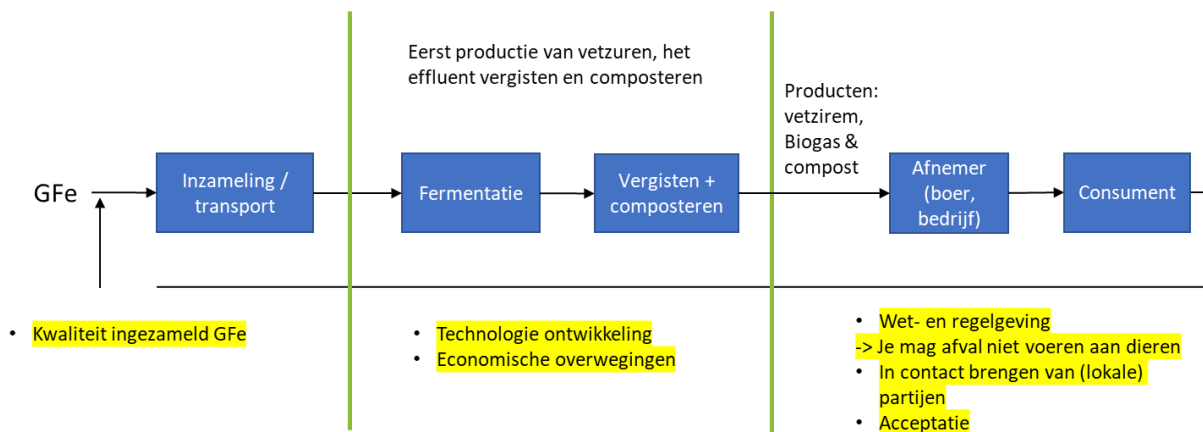 Eerst productie van vetzuren, het
effluent vergisten en composteren
Producten:
vetzirem,
Biogas &
compost
GFe
Inzameling /
transport
Fermentatie
Vergisten +
composteren
Afnemer
(boer,
bedrijf)
Consument
• Kwaliteit ingezameld GFe
• Technologie ontwikkeling
• Economische overwegingen
• Wet- en regelgeving
-> Je mag afval niet voeren aan dieren
• In contact brengen van (lokale)
partijen
• Acceptatie